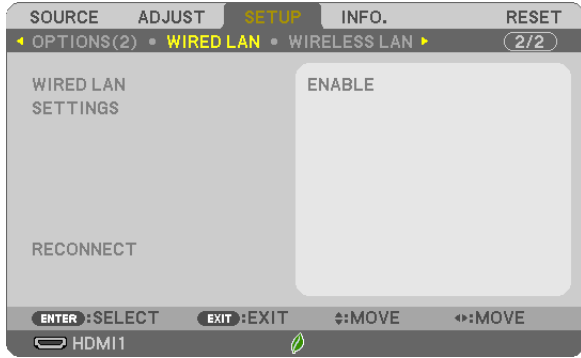 SOURCE ADJUST SETUP INFO. RESET
OPTIONS(2) • WIRED LAN • WIRELESS LAN 2/2
WIRED LAN ENABLE
SETTINGS
RECONNECT
ENTER :SELECT EXIT :EXIT :MOVE :MOVE
HDMI1